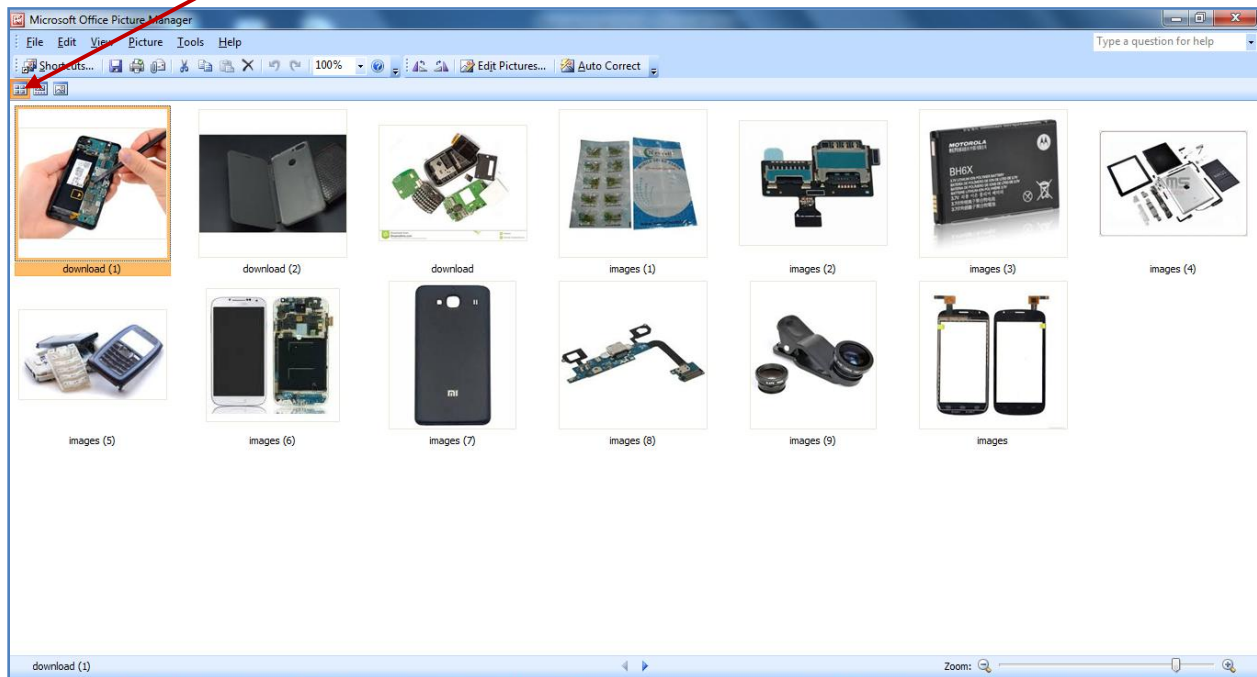 Microsoft Office Picture Manager
File Edit View Picture Tools Help
Type a question for help
Shortcuts... 100% Edit Pictures... Auto Correct
MOTOROLA
BH6X
mi
download (1) download (2) download images (1) images (2) images (3) images (4)
images (5) images (6) images (7) images (8) images (9) images
download (1) Zoom: